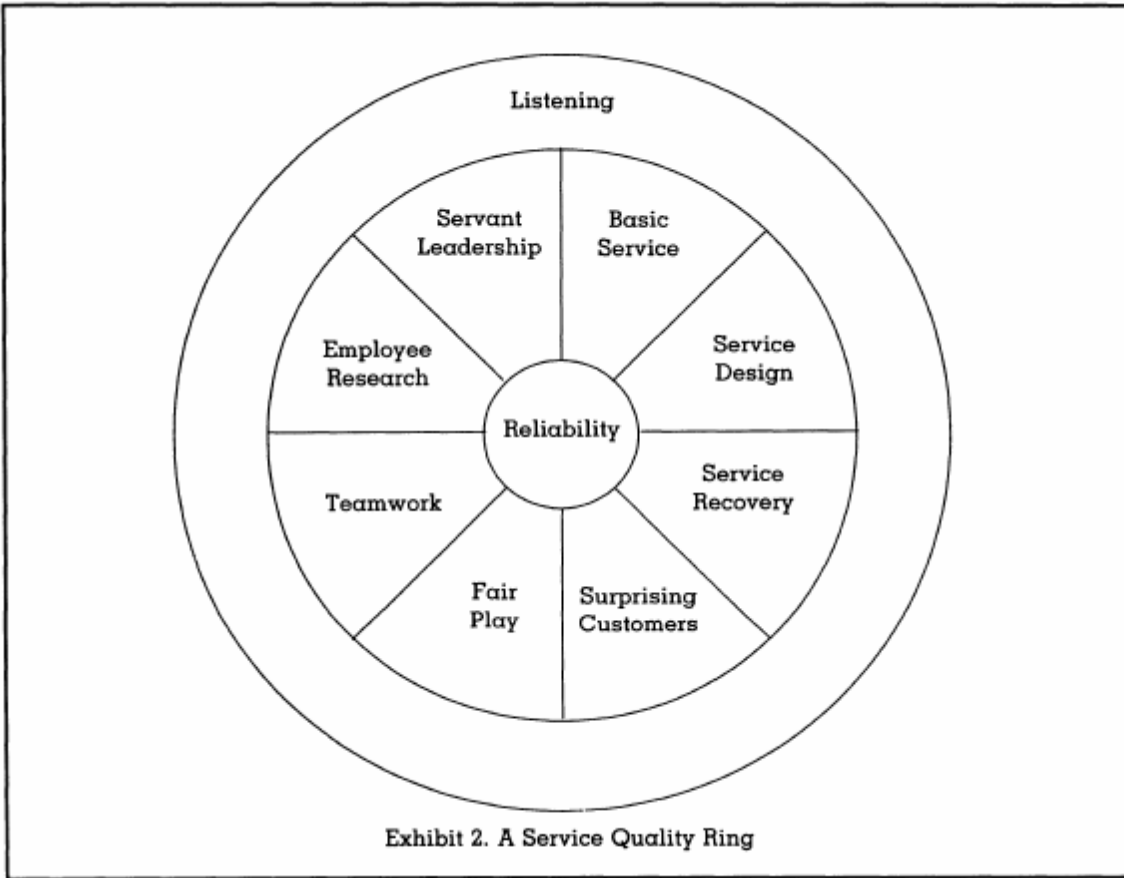 Listening
Servant
Leadership
Basic
Service
Employee
Research
Service
Design
Reliability
Teamwork
Service
Recovery
Fair
Play
Surprising
Customers
Exhibit 2. A Service Quality Ring